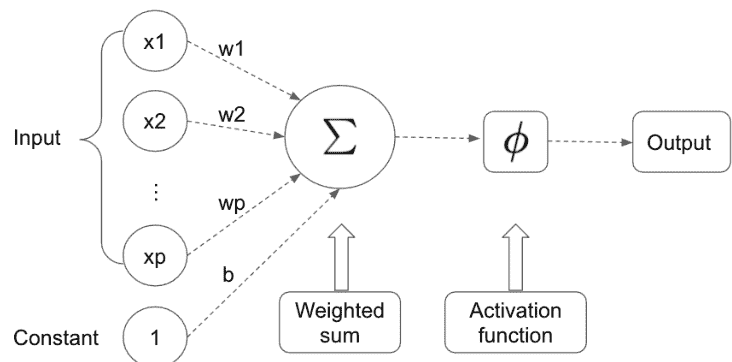 x1
w1
x2
w2
Input
Σ
ϕ
Output
⋮
wp
xp
b
Weighted
sum
Activation
function
Constant
1